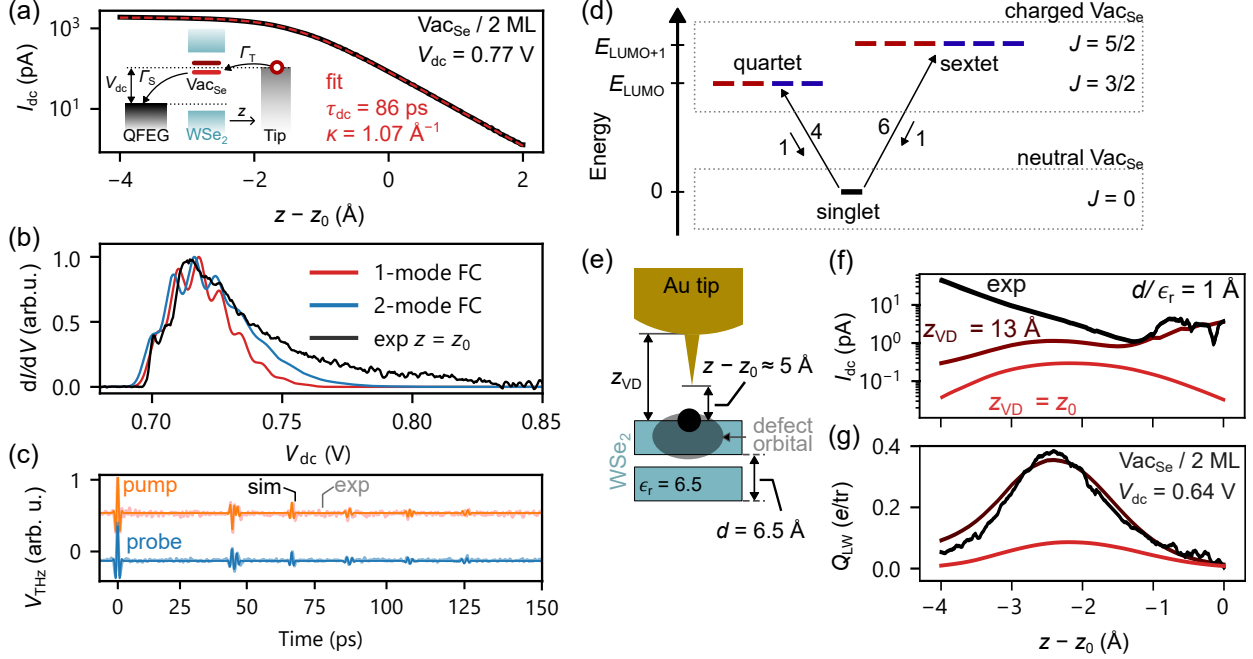 (a)
I_dc (pA)
10³
10¹
Vac_Se / 2 ML
V_dc = 0.77 V
fit
τ_dc = 86 ps
κ = 1.07 Å⁻¹
V_dc
Γ_S
Γ_T
Vac_Se
z
QFEG
WSe₂
Tip
−4
−2
0
2
z − z₀ (Å)
(b)
dI/dV (arb.u.)
1.0
0.5
0.0
1-mode FC
2-mode FC
exp z = z₀
0.70
0.75
0.80
0.85
V_dc (V)
(c)
V_THz (arb. u.)
1
0
pump
probe
sim
exp
0
25
50
75
100
125
150
Time (ps)
(d)
Energy
E_LUMO+1
E_LUMO
0
charged Vac_Se
J = 5/2
J = 3/2
quartet
sextet
1
4
6
1
neutral Vac_Se
J = 0
singlet
(e)
Au tip
z_VD
z − z₀ ≈ 5 Å
WSe₂
defect
orbital
ϵ_r = 6.5
d = 6.5 Å
(f)
I_dc (pA)
10¹
10⁰
10⁻¹
exp
d/ϵ_r = 1 Å
z_VD = 13 Å
z_VD = z₀
(g)
Q_LW (e/tr)
0.4
0.2
0.0
Vac_Se / 2 ML
V_dc = 0.64 V
−4
−3
−2
−1
0
z − z₀ (Å)